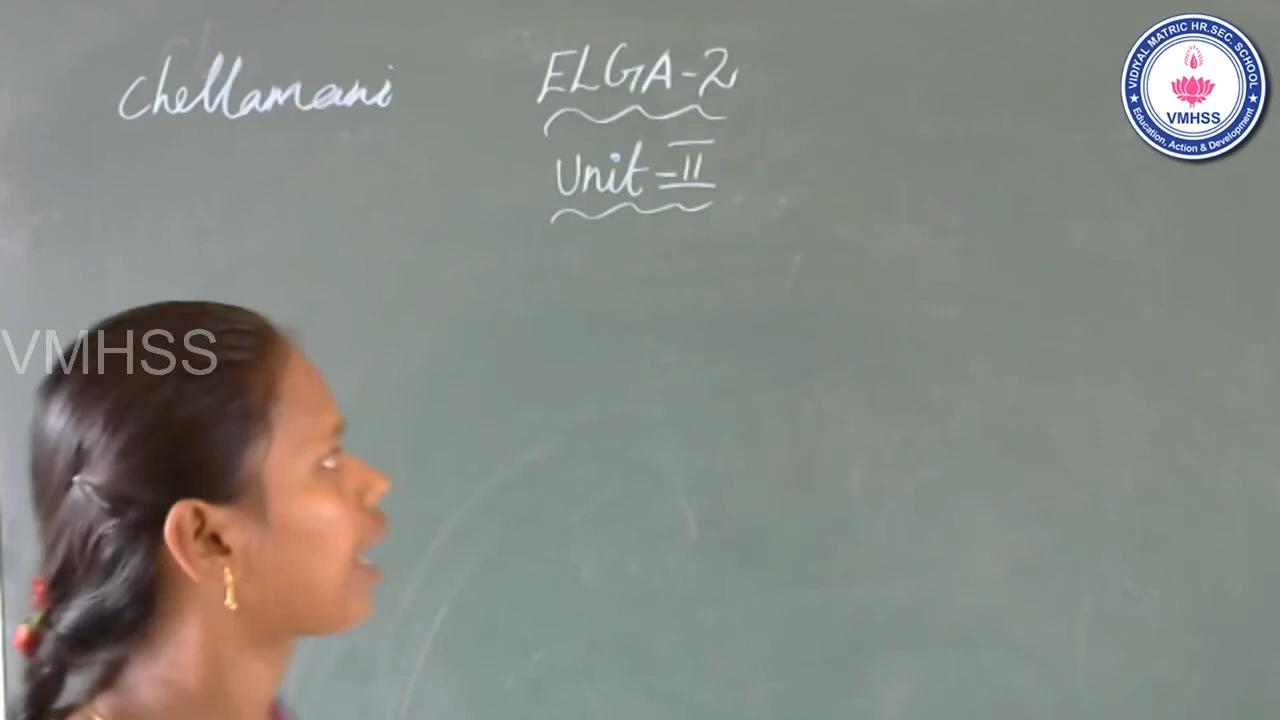 Chellamani
ELGA-2
Unit-II
VIDIYAL MATRIC HR.SEC. SCHOOL
VMHSS
Education, Action & Development
VMHSS